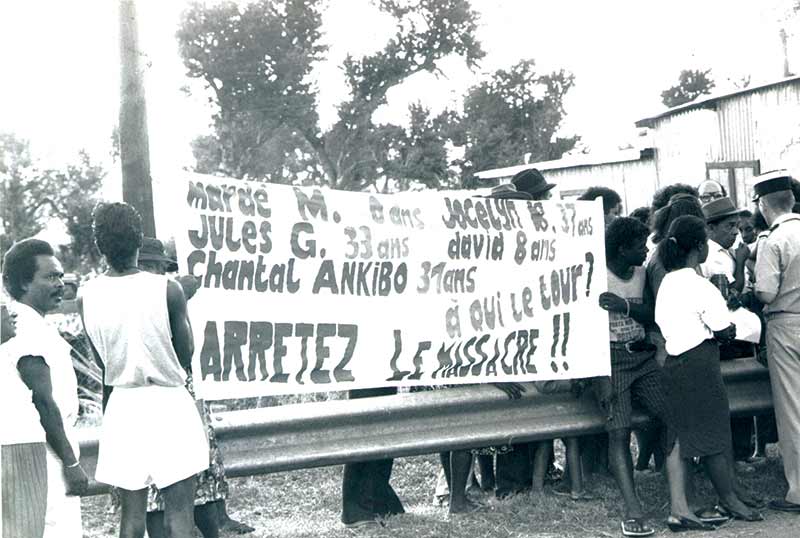 MARDÉ M. 8 ans JOCELYN B. 37 ans
JULES G. 33 ans david 8 ans
Chantal ANKIBO 31 ans
à qui Le tour ?
ARRETEZ LE MASSACRE !!